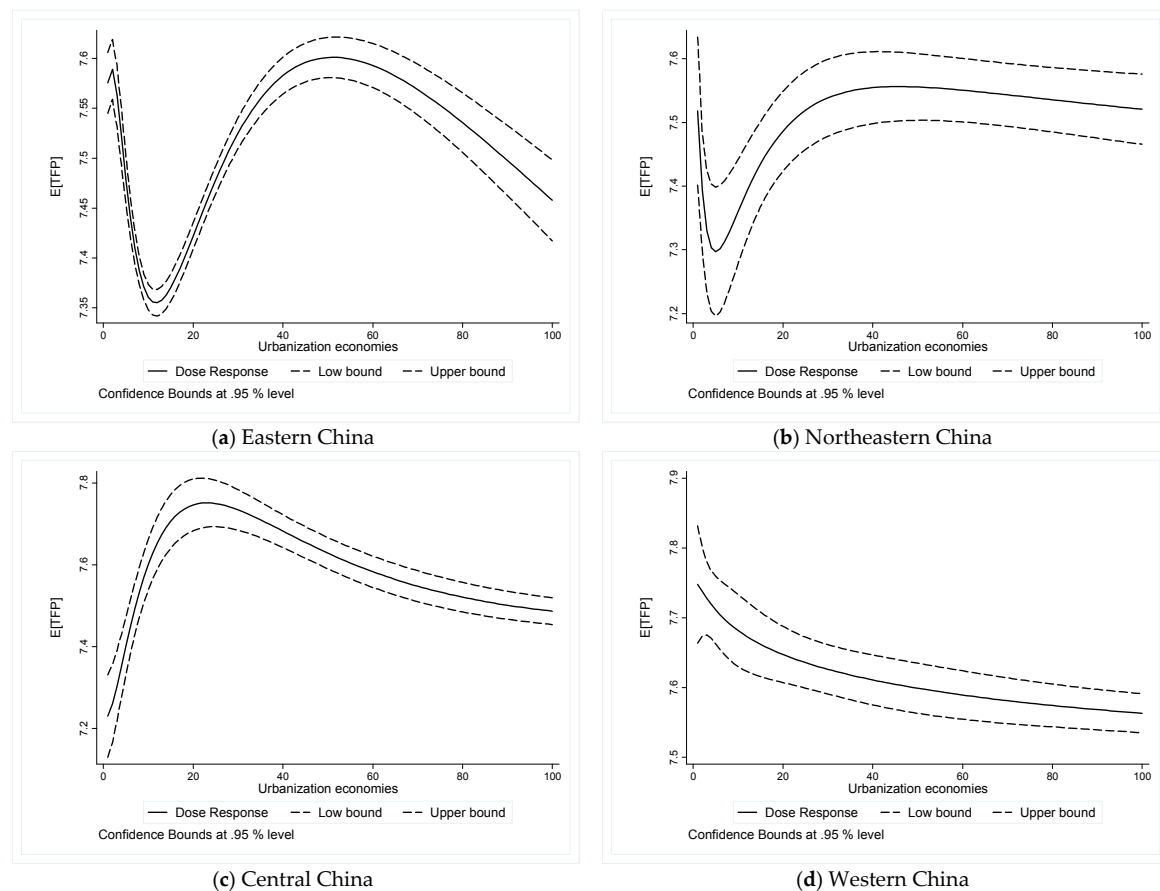 7.6
7.55
7.5
7.45
7.4
7.35
E[TFP]
0 20 40 60 80 100
Urbanization economies
Dose Response Low bound Upper bound
Confidence Bounds at .95 % level
(a) Eastern China
7.6
7.5
7.4
7.3
7.2
E[TFP]
0 20 40 60 80 100
Urbanization economies
Dose Response Low bound Upper bound
Confidence Bounds at .95 % level
(b) Northeastern China
7.8
7.6
7.4
7.2
E[TFP]
0 20 40 60 80 100
Urbanization economies
Dose Response Low bound Upper bound
Confidence Bounds at .95 % level
(c) Central China
7.9
7.8
7.7
7.6
7.5
E[TFP]
0 20 40 60 80 100
Urbanization economies
Dose Response Low bound Upper bound
Confidence Bounds at .95 % level
(d) Western China